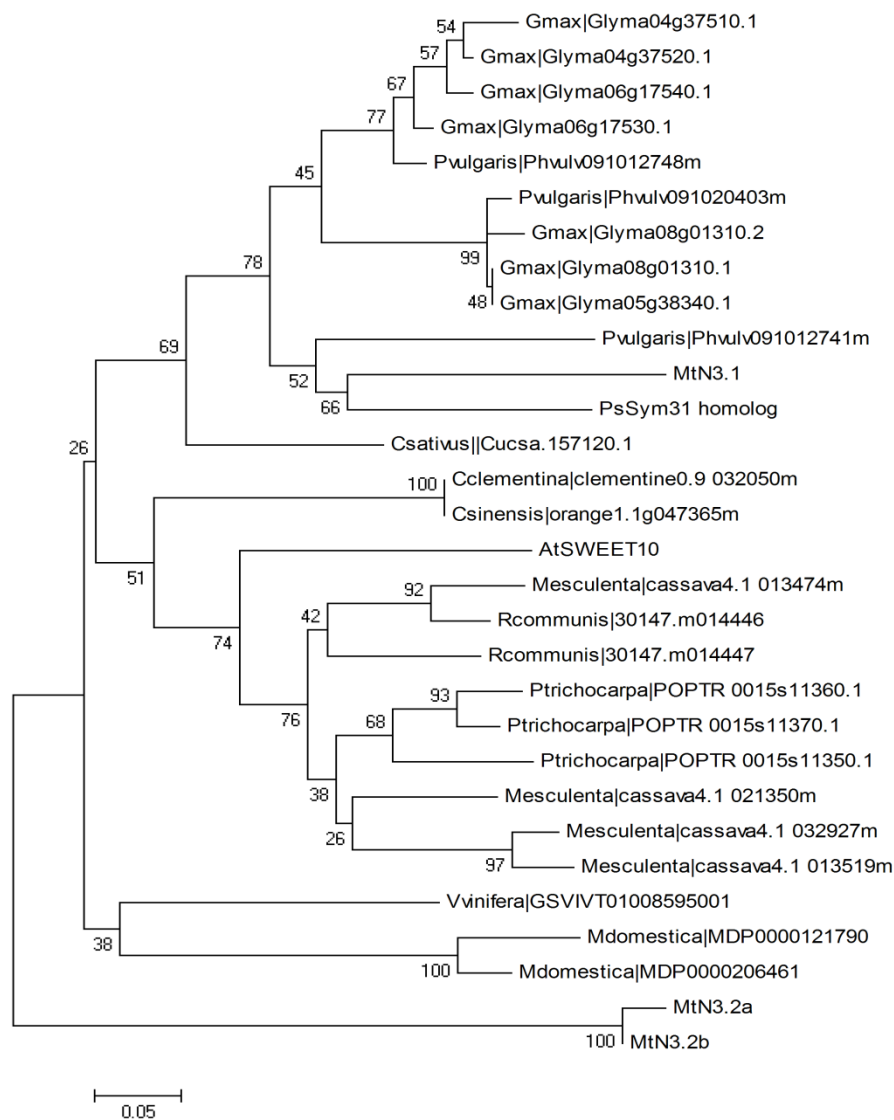 Gmax|Glyma04g37510.1
54
Gmax|Glyma04g37520.1
57
67
Gmax|Glyma06g17540.1
77
Gmax|Glyma06g17530.1
45
Pvulgaris|Phvulv091012748m
Pvulgaris|Phvulv091020403m
Gmax|Glyma08g01310.2
99
78
Gmax|Glyma08g01310.1
48
Gmax|Glyma05g38340.1
69
Pvulgaris|Phvulv091012741m
52
MtN3.1
66
PsSym31 homolog
26
Csativus||Cucsa.157120.1
100
Cclementina|clementine0.9 032050m
Csinensis|orange1.1g047365m
51
AtSWEET10
92
Mesculenta|cassava4.1 013474m
42
Rcommunis|30147.m014446
74
Rcommunis|30147.m014447
93
Ptrichocarpa|POPTR 0015s11360.1
76
68
Ptrichocarpa|POPTR 0015s11370.1
Ptrichocarpa|POPTR 0015s11350.1
38
Mesculenta|cassava4.1 021350m
26
Mesculenta|cassava4.1 032927m
97
Mesculenta|cassava4.1 013519m
Vvinifera|GSVIVT01008595001
38
Mdomestica|MDP0000121790
100
Mdomestica|MDP0000206461
MtN3.2a
100
MtN3.2b
0.05